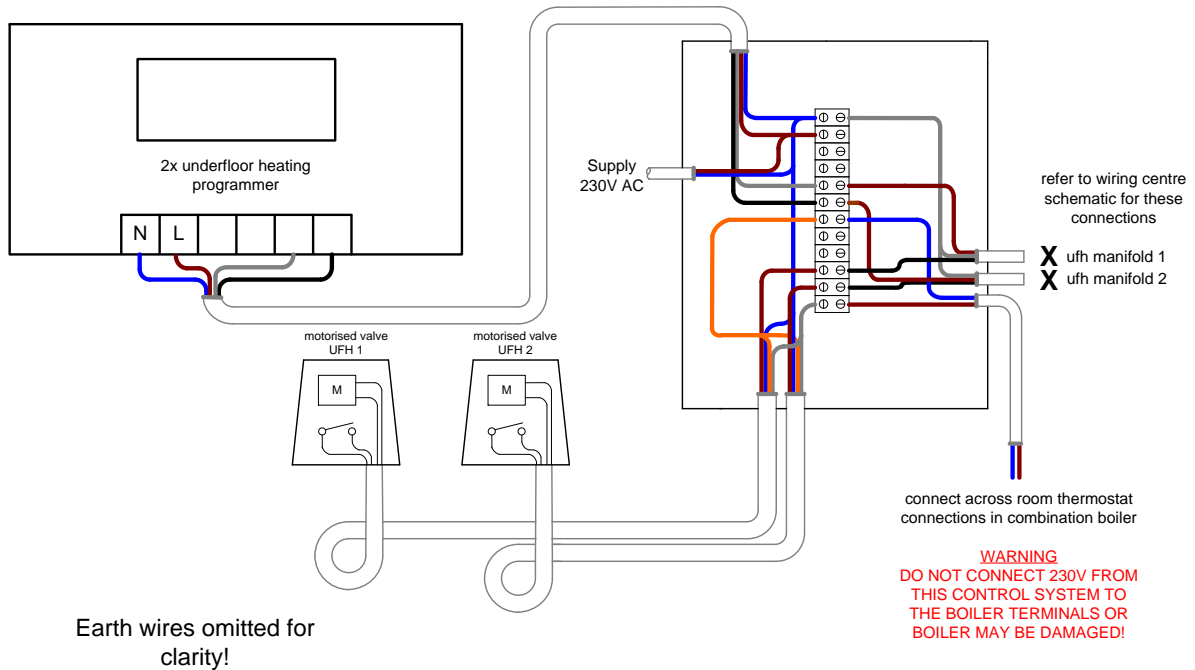 2x underfloor heating
programmer
N L
Supply
230V AC
refer to wiring centre
schematic for these
connections
X ufh manifold 1
X ufh manifold 2
motorised valve
UFH 1
M
motorised valve
UFH 2
M
connect across room thermostat
connections in combination boiler
WARNING
DO NOT CONNECT 230V FROM
THIS CONTROL SYSTEM TO
THE BOILER TERMINALS OR
BOILER MAY BE DAMAGED!
Earth wires omitted for
clarity!